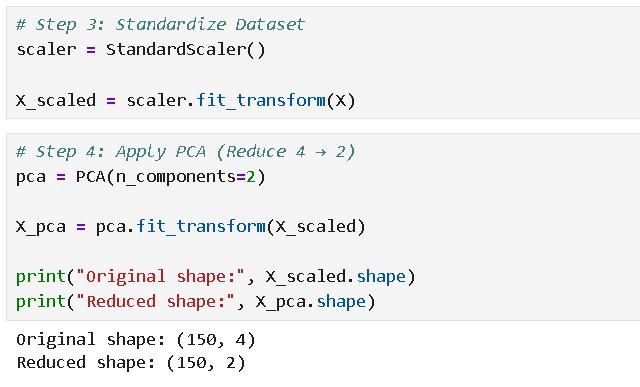 # Step 3: Standardize Dataset
scaler = StandardScaler()
X_scaled = scaler.fit_transform(X)
# Step 4: Apply PCA (Reduce 4 → 2)
pca = PCA(n_components=2)
X_pca = pca.fit_transform(X_scaled)
print("Original shape:", X_scaled.shape)
print("Reduced shape:", X_pca.shape)
Original shape: (150, 4)
Reduced shape: (150, 2)